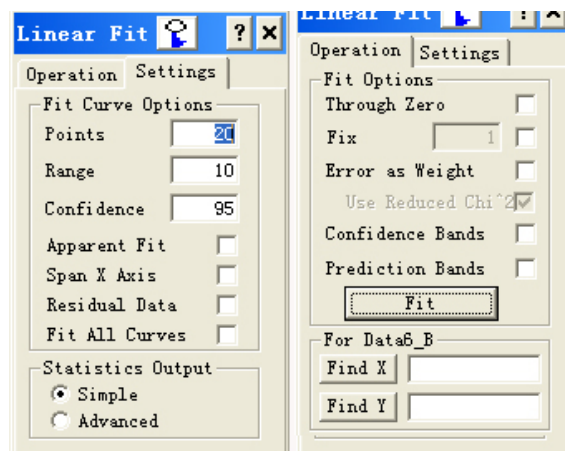 Linear Fit ? ×
Operation Settings
Fit Curve Options
Points 20
Range 10
Confidence 95
Apparent Fit
Span X Axis
Residual Data
Fit All Curves
Statistics Output
Simple
Advanced
Linear Fit
Operation Settings
Fit Options
Through Zero
Fix 1
Error as Weight
Use Reduced Chi^2
Confidence Bands
Prediction Bands
Fit
For Data6_B
Find X
Find Y